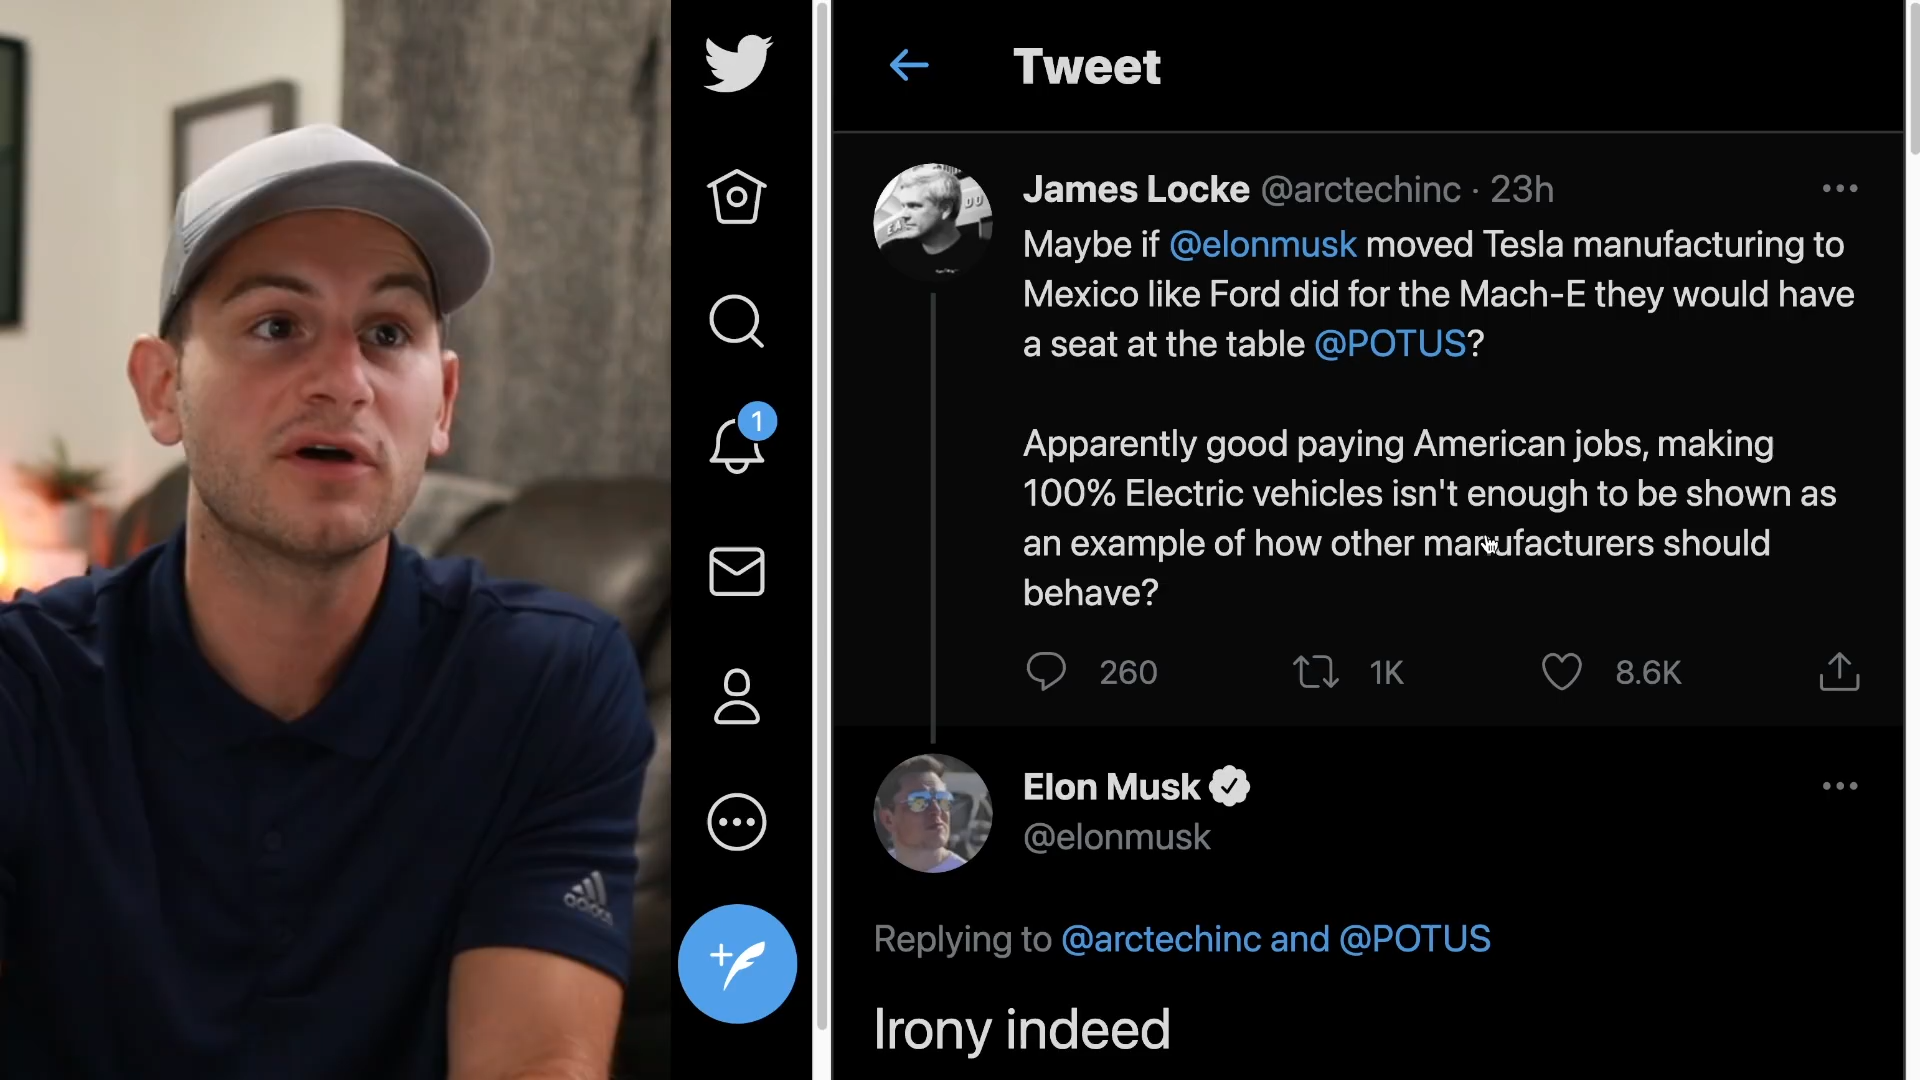 Tweet
James Locke @arctechinc · 23h
Maybe if @elonmusk moved Tesla manufacturing to
Mexico like Ford did for the Mach-E they would have
a seat at the table @POTUS?
Apparently good paying American jobs, making
100% Electric vehicles isn't enough to be shown as
an example of how other manufacturers should
behave?
260 1K 8.6K
Elon Musk
@elonmusk
Replying to @arctechinc and @POTUS
Irony indeed
1
adidas